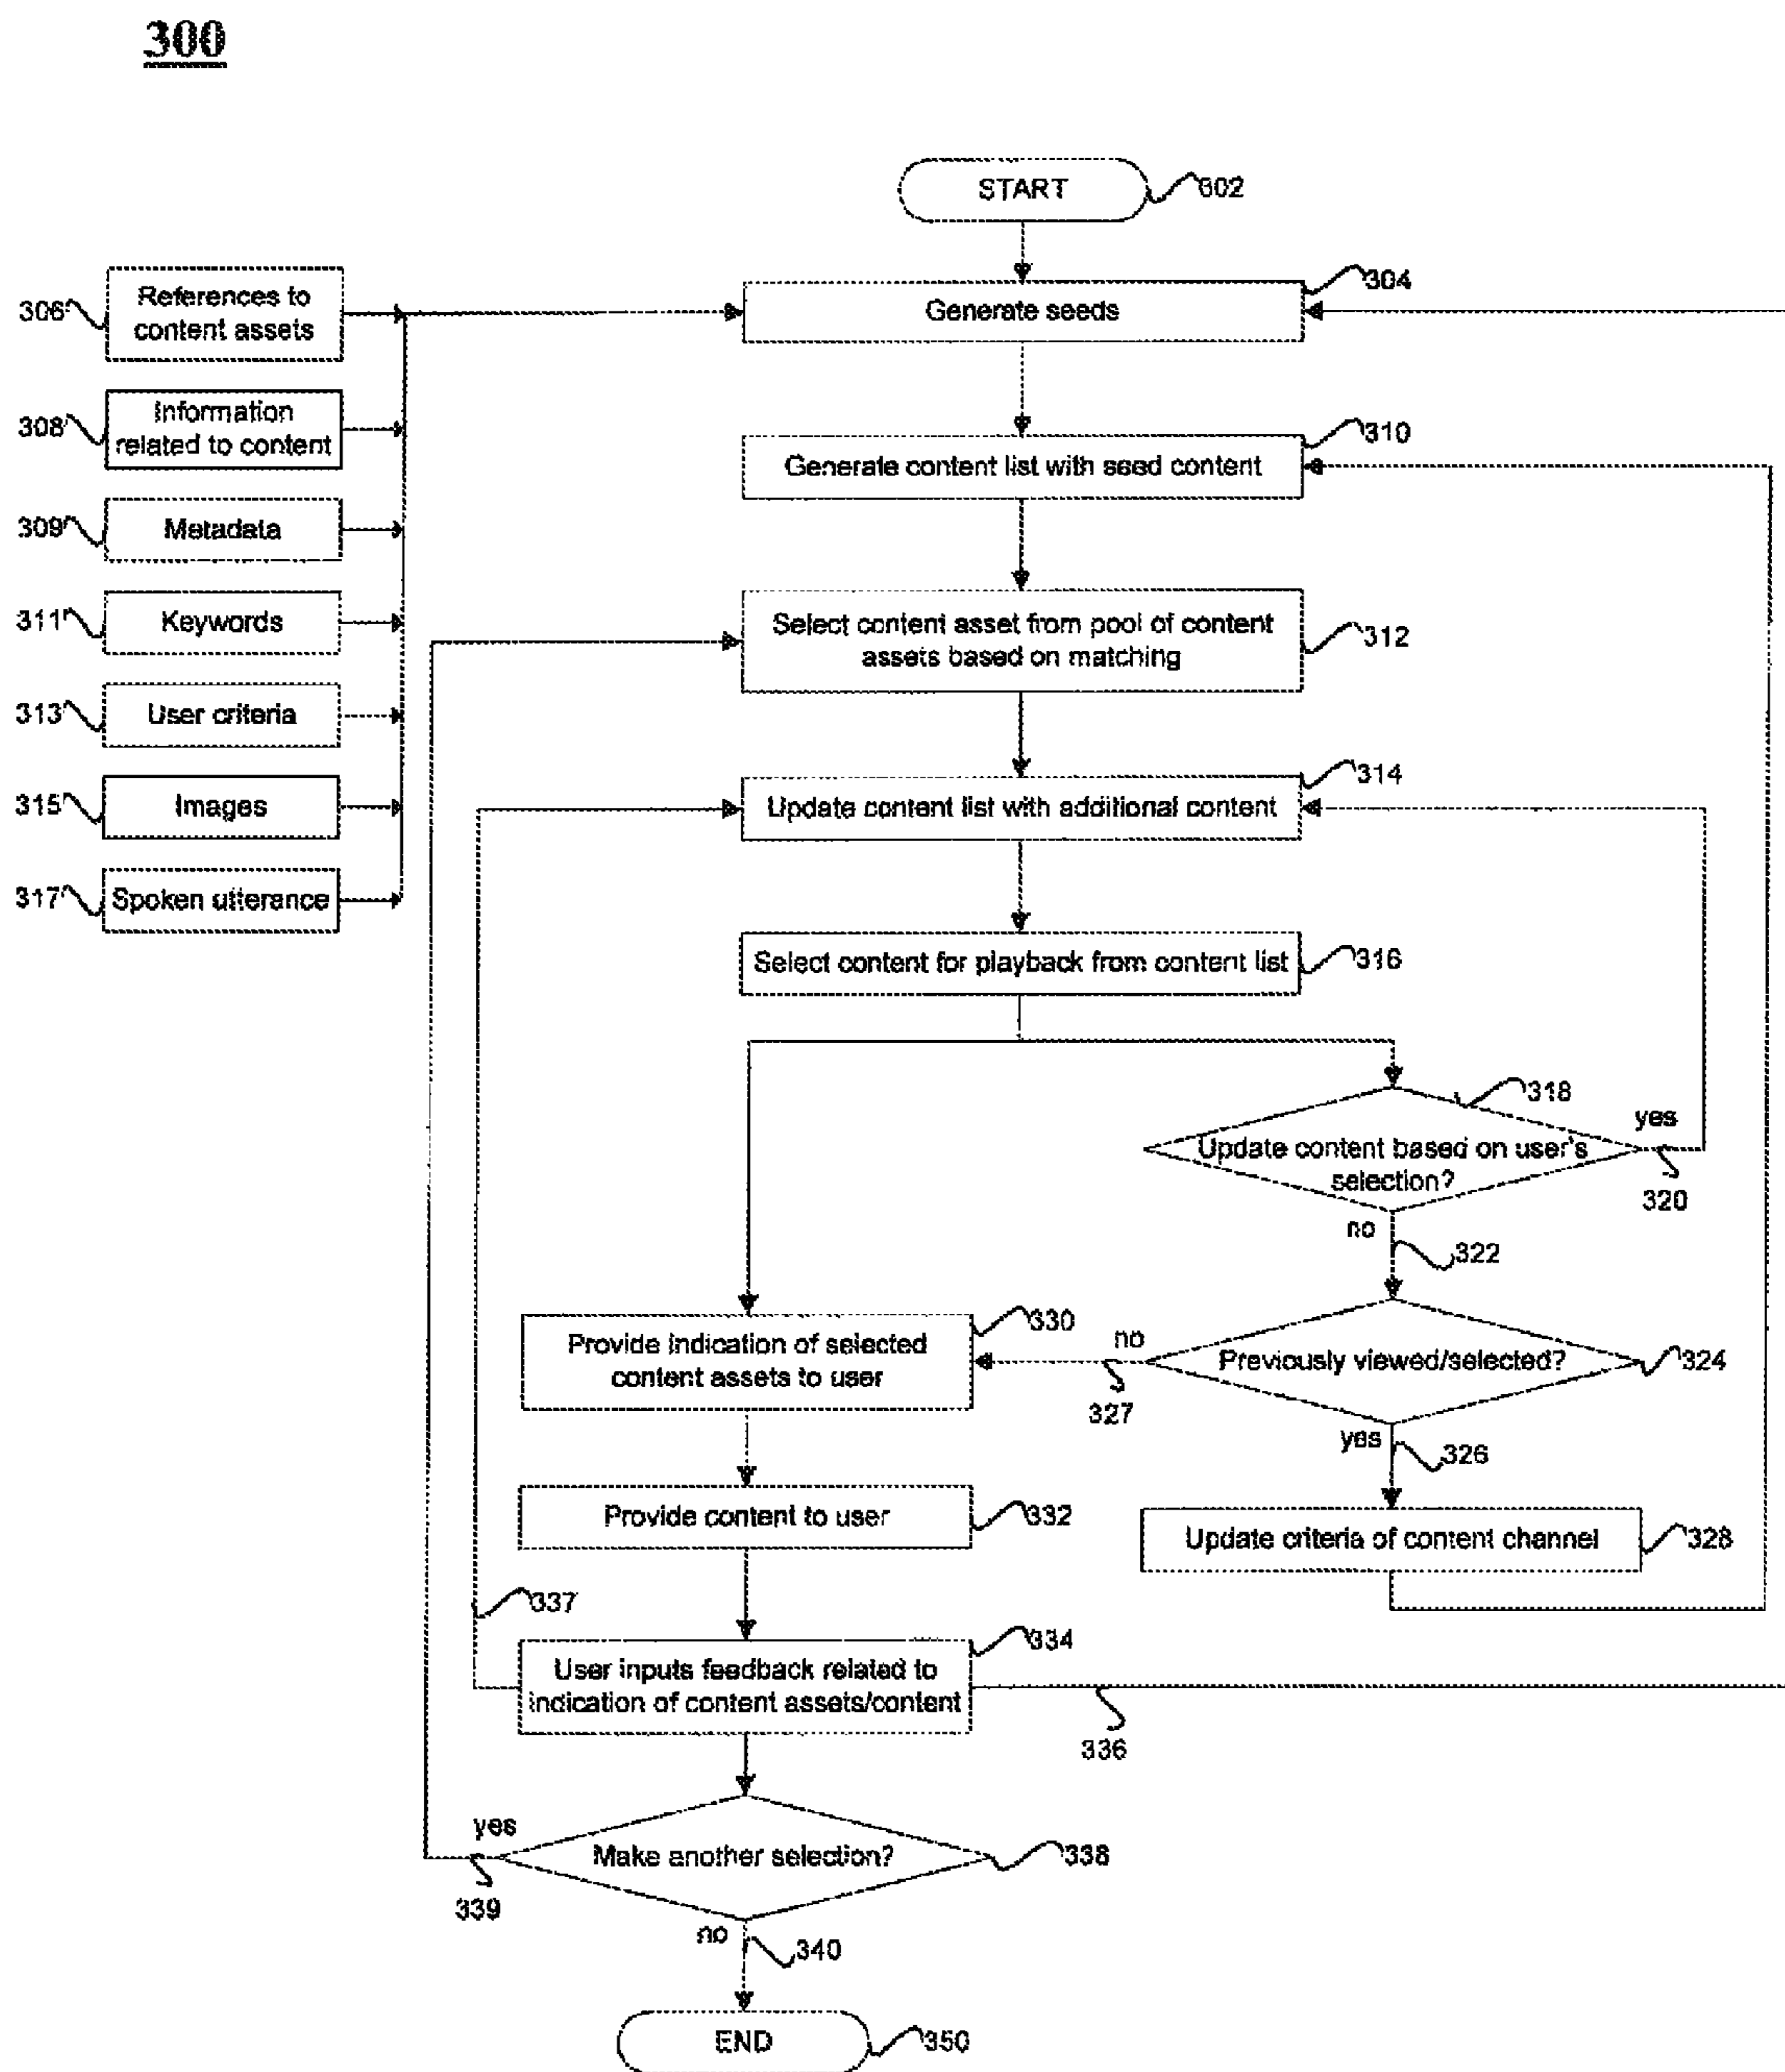 300
START
302
References to
content assets
306
Generate seeds
304
Information
related to content
308
Generate content list with seed content
310
Metadata
309
Keywords
311
Select content asset from pool of content
assets based on matching
312
User criteria
313
Images
315
Update content list with additional content
314
Spoken utterance
317
Select content for playback from content list
316
318
Update content based on user's
selection?
yes
320
no
322
Provide indication of selected
content assets to user
330
no
327
Previously viewed/selected?
324
yes
326
Provide content to user
332
Update criteria of content channel
328
337
User inputs feedback related to
indication of content assets/content
334
336
yes
339
Make another selection?
338
no
340
END
350